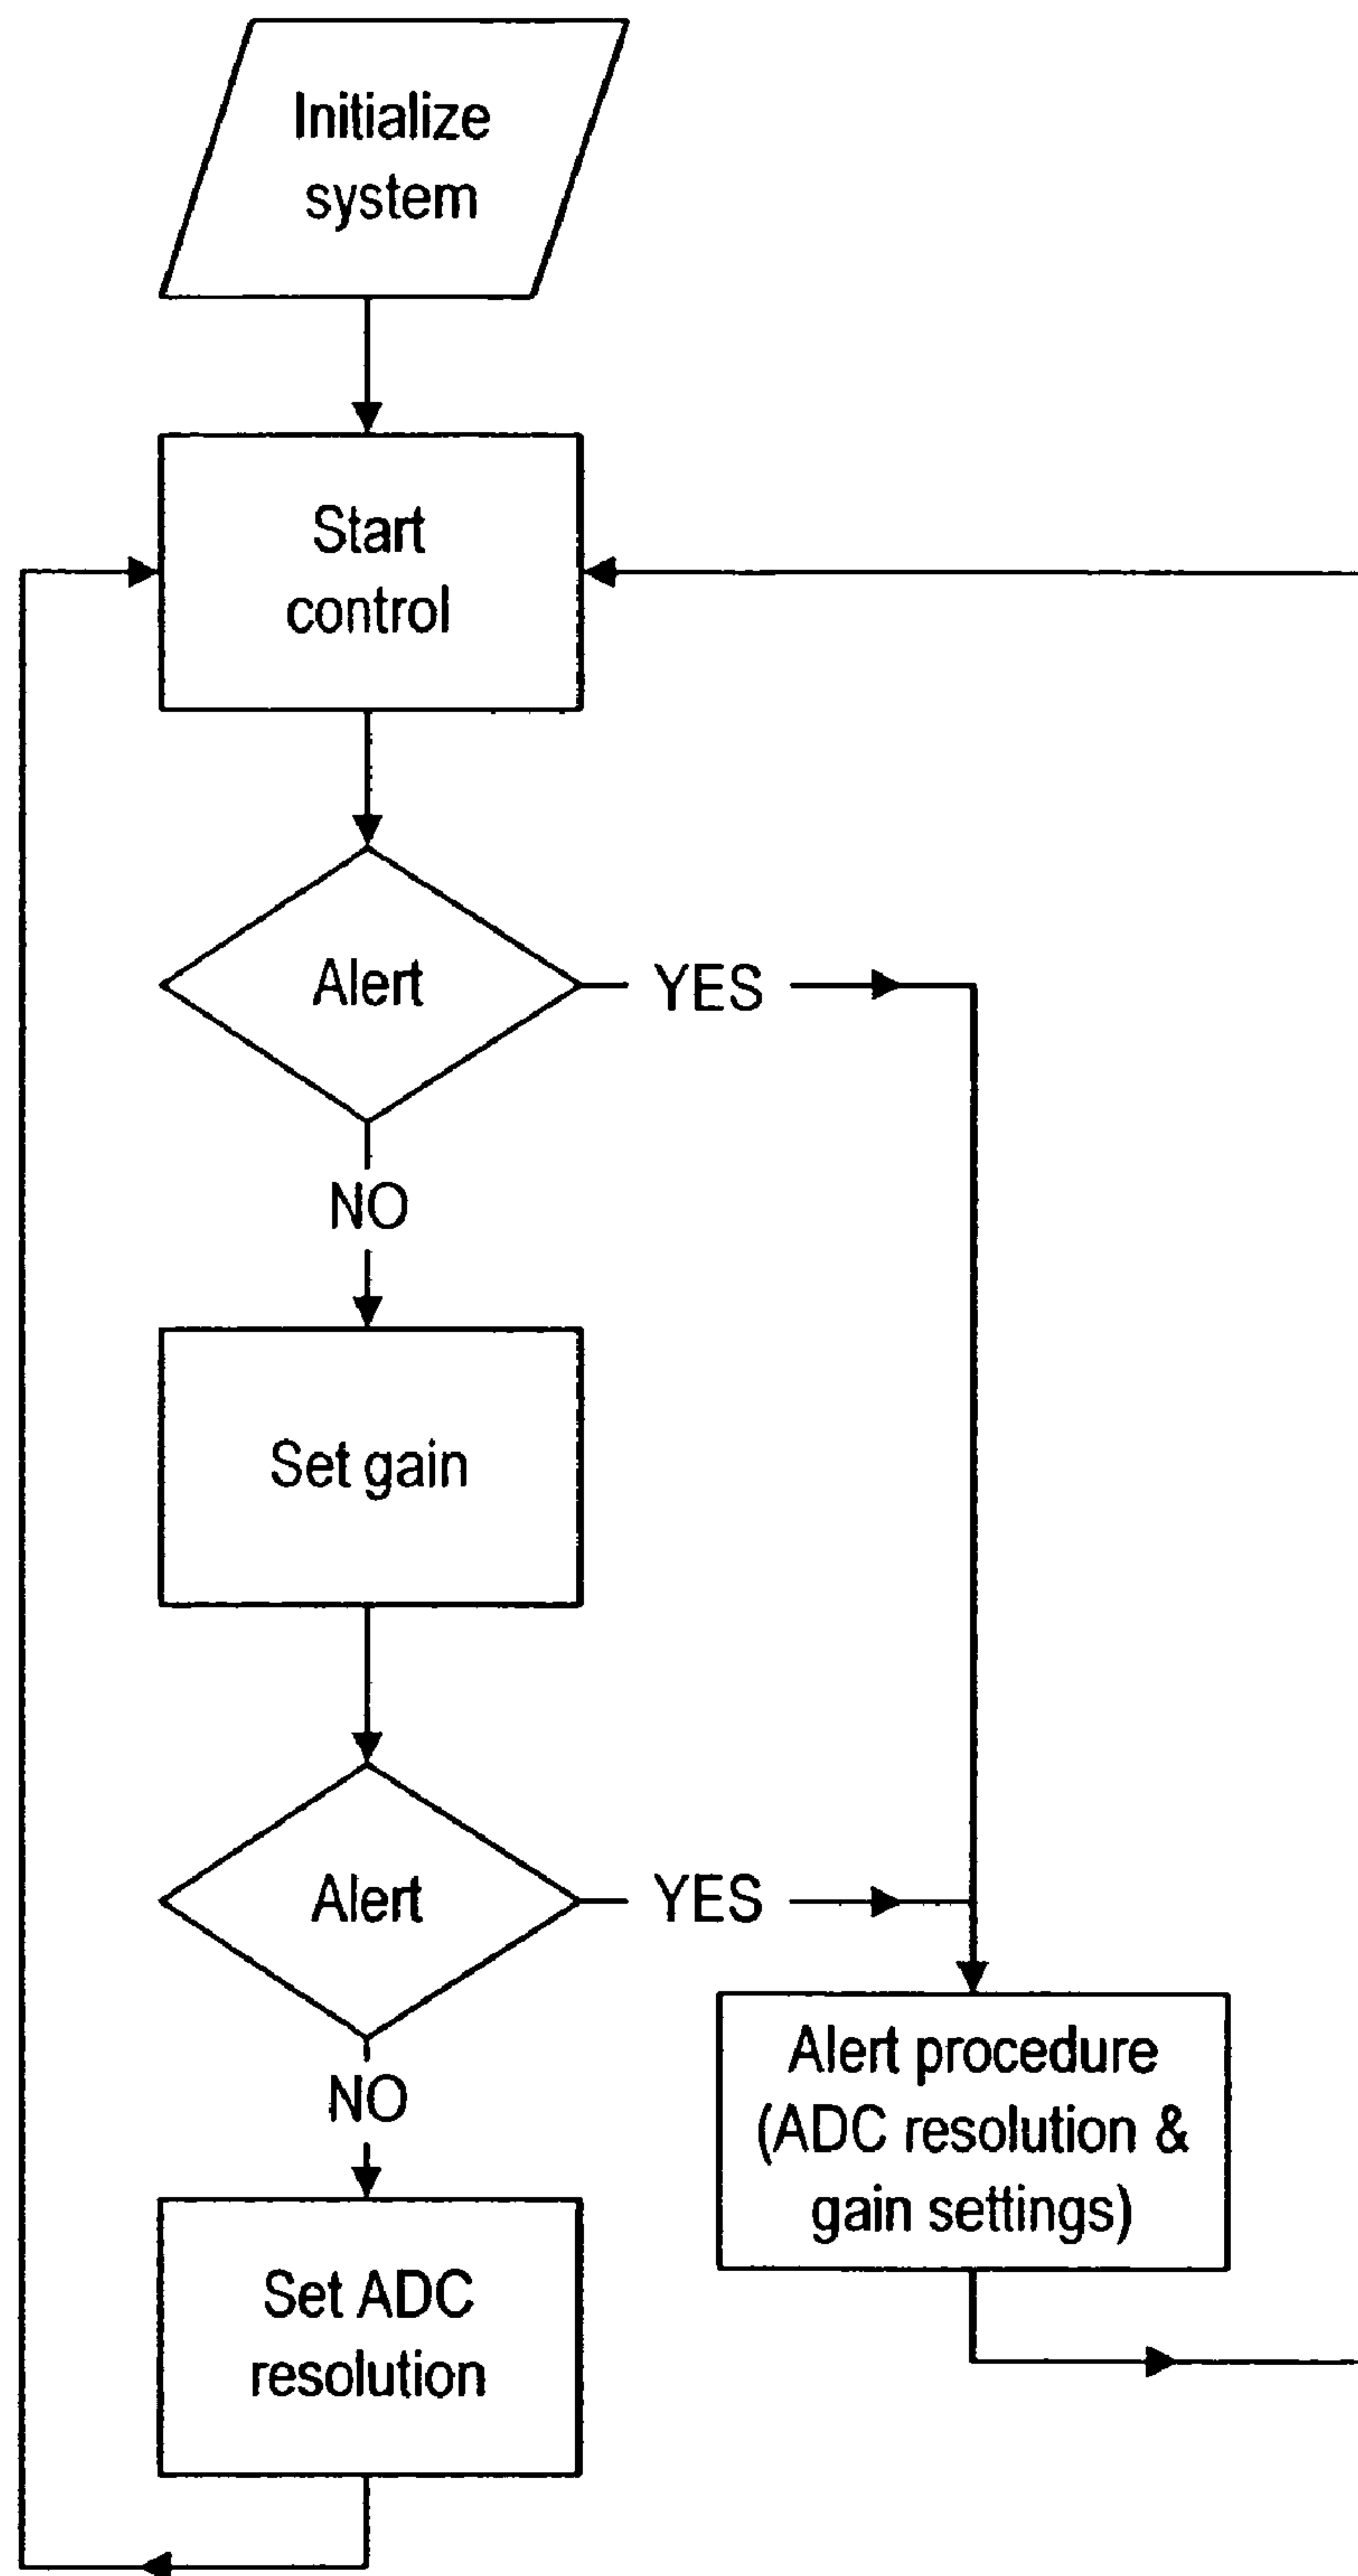 Initialize
system
Start
control
Alert
YES
NO
Set gain
Alert
YES
NO
Alert procedure
(ADC resolution &
gain settings)
Set ADC
resolution